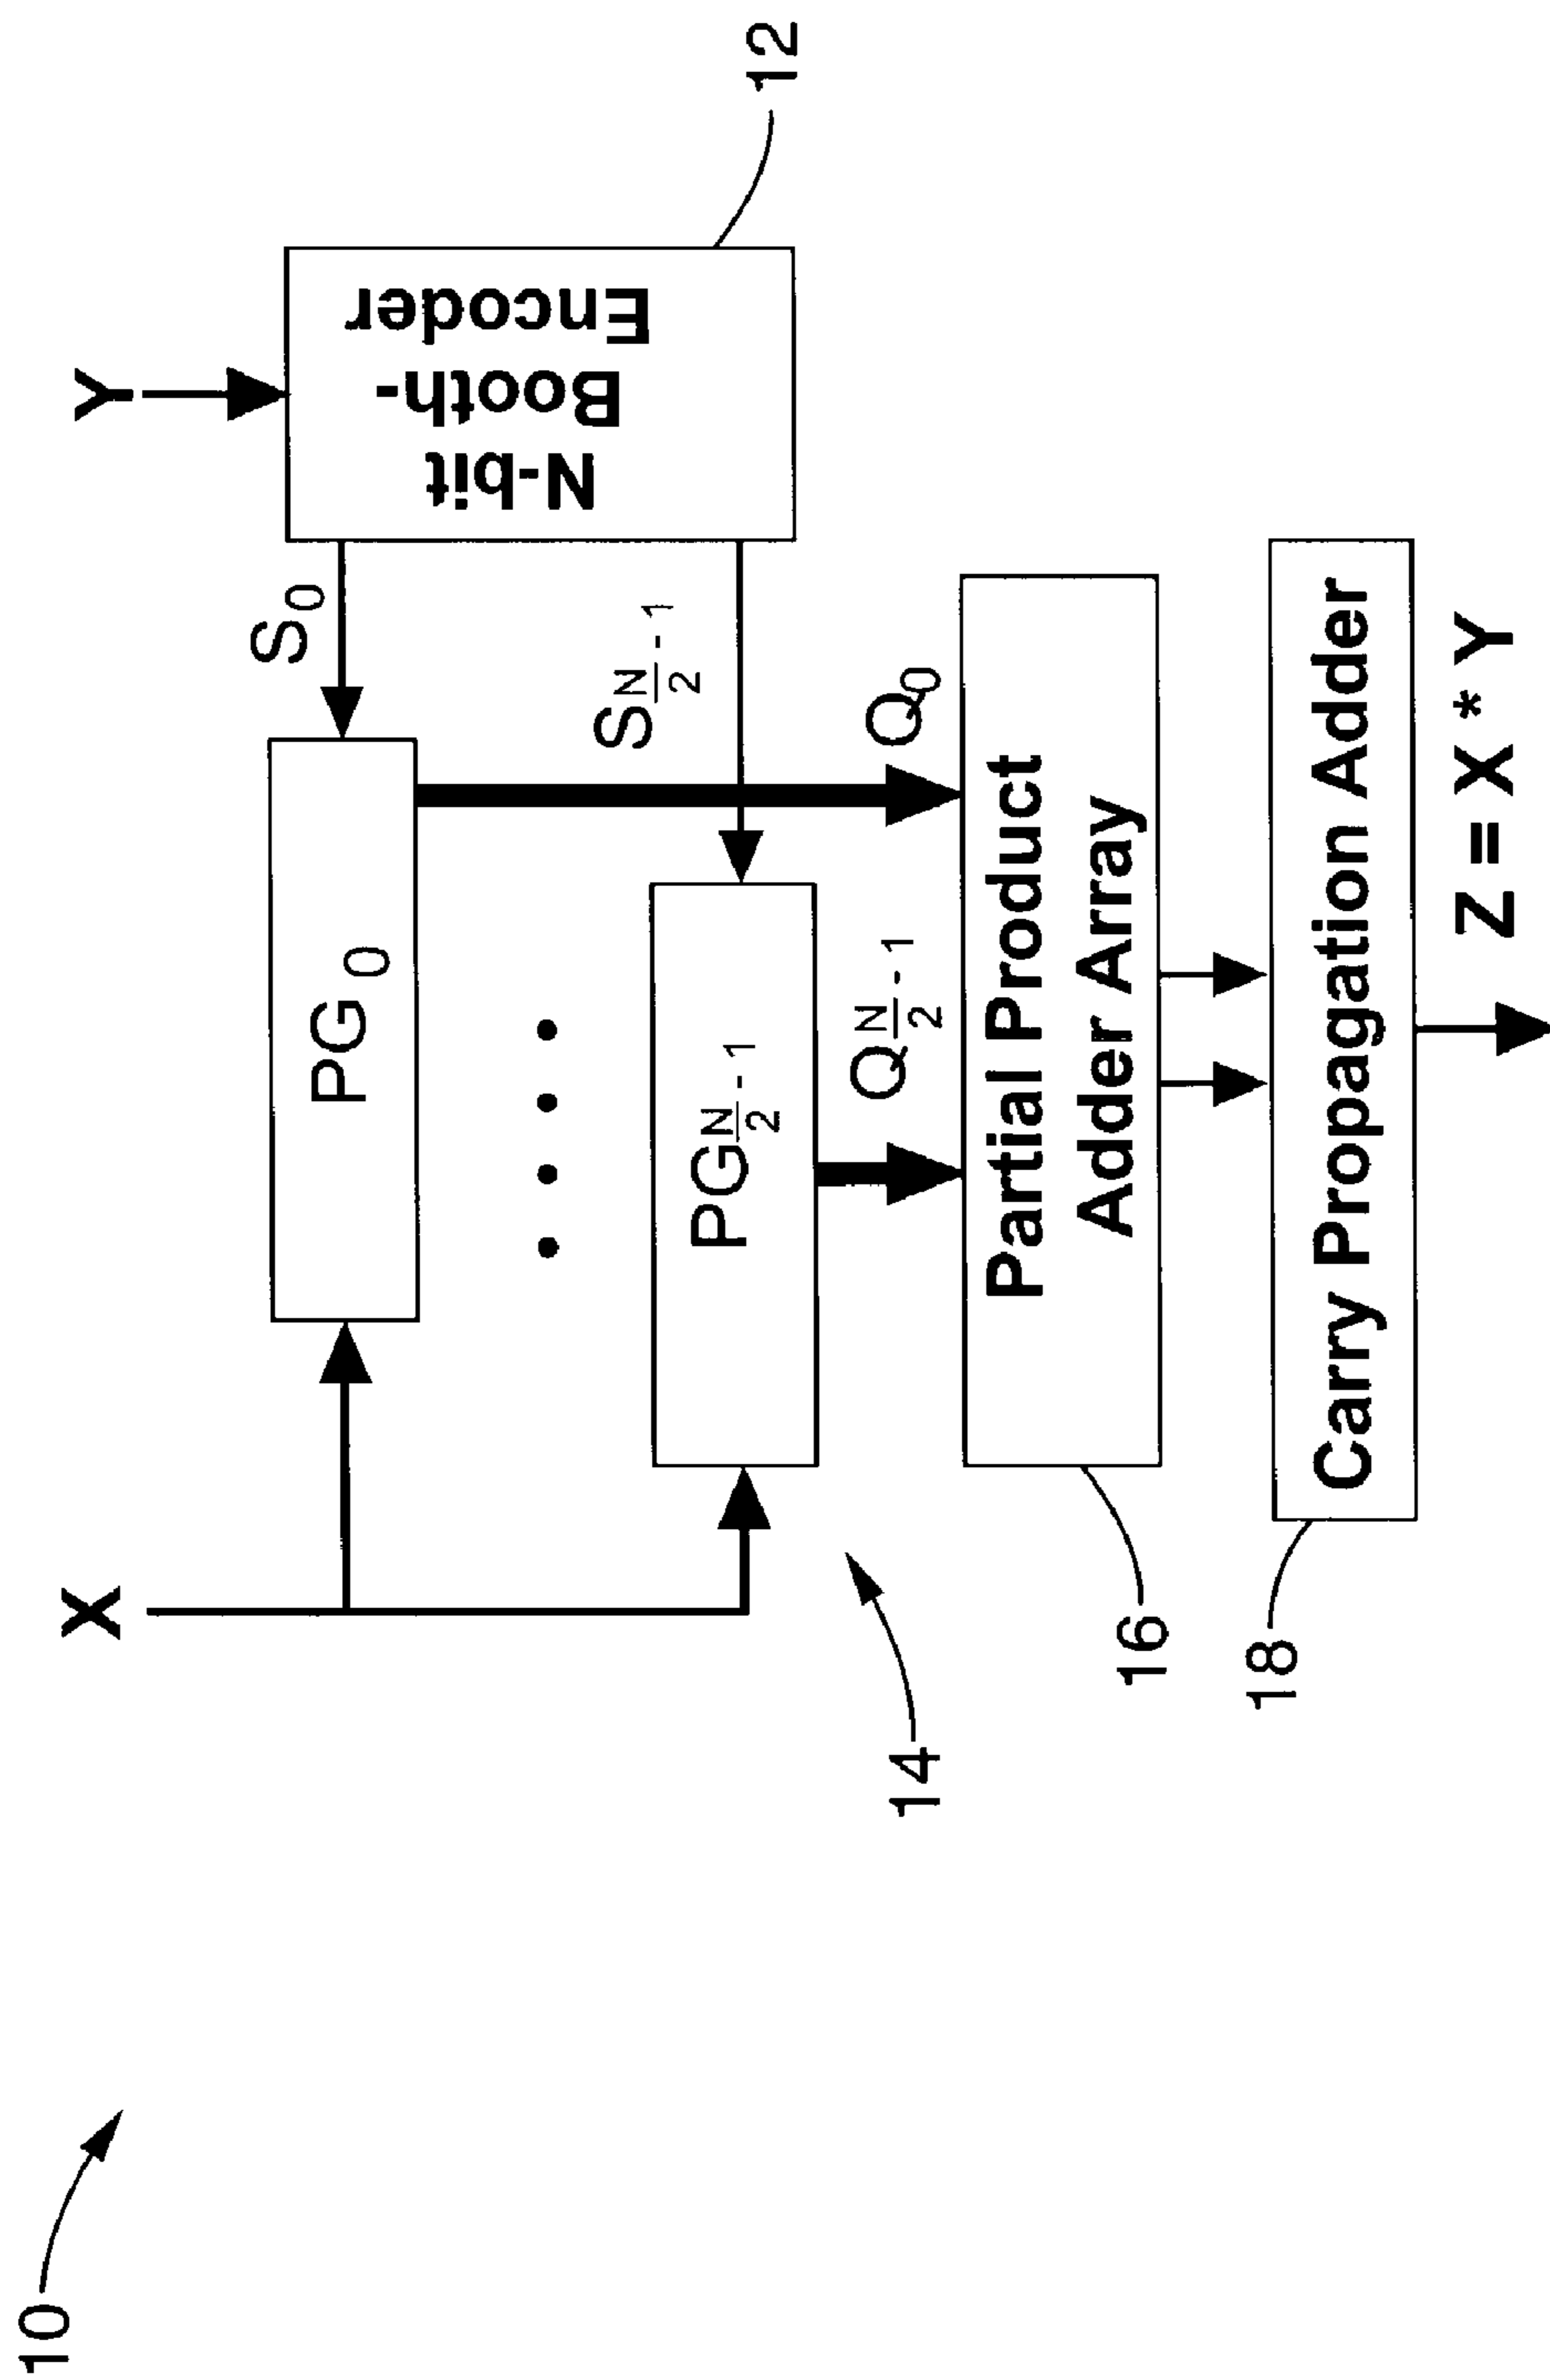 10
X
Y
N-bit
Booth-
Encoder
12
S0
PG0
SN/2-1
PGN/2-1
14
QN/2-1
Q0
Partial Product
Adder Array
16
Carry Propagation Adder
18
Z = X * Y